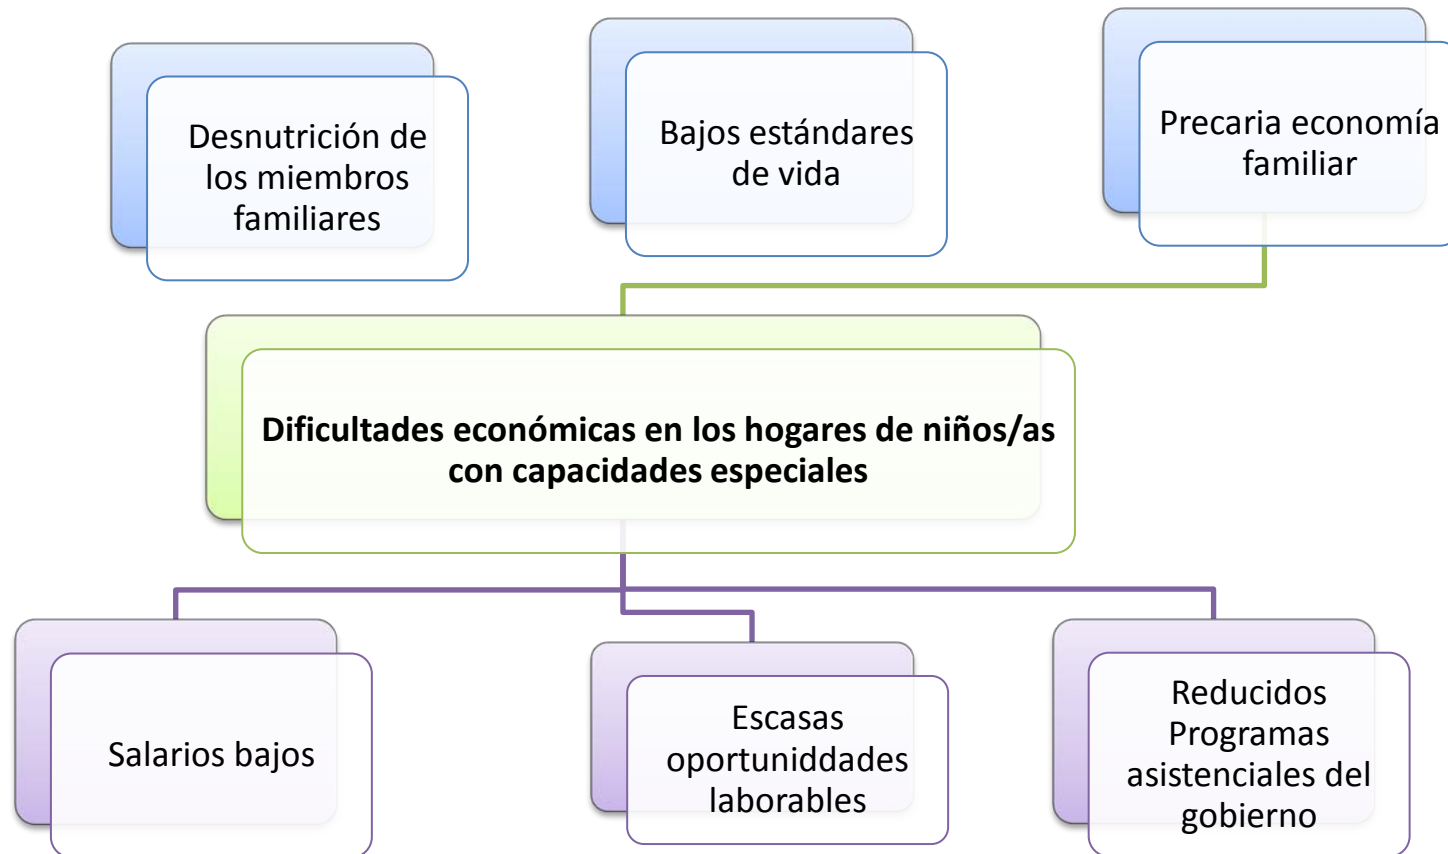 Desnutrición de
los miembros
familiares
Bajos estándares
de vida
Precaria economía
familiar
Dificultades económicas en los hogares de niños/as
con capacidades especiales
Salarios bajos
Escasas
oportuniddades
laborables
Reducidos
Programas
asistenciales del
gobierno